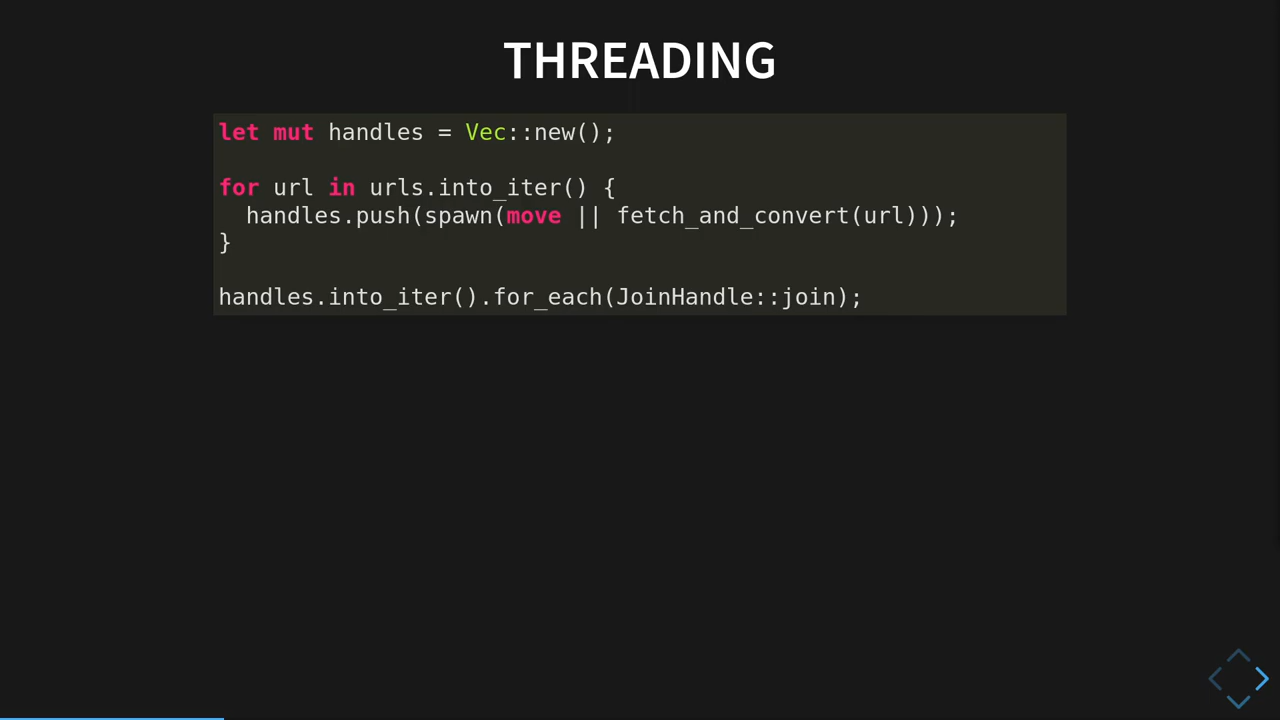 THREADING
let mut handles = Vec::new();
for url in urls.into_iter() {
  handles.push(spawn(move || fetch_and_convert(url)));
}
handles.into_iter().for_each(JoinHandle::join);